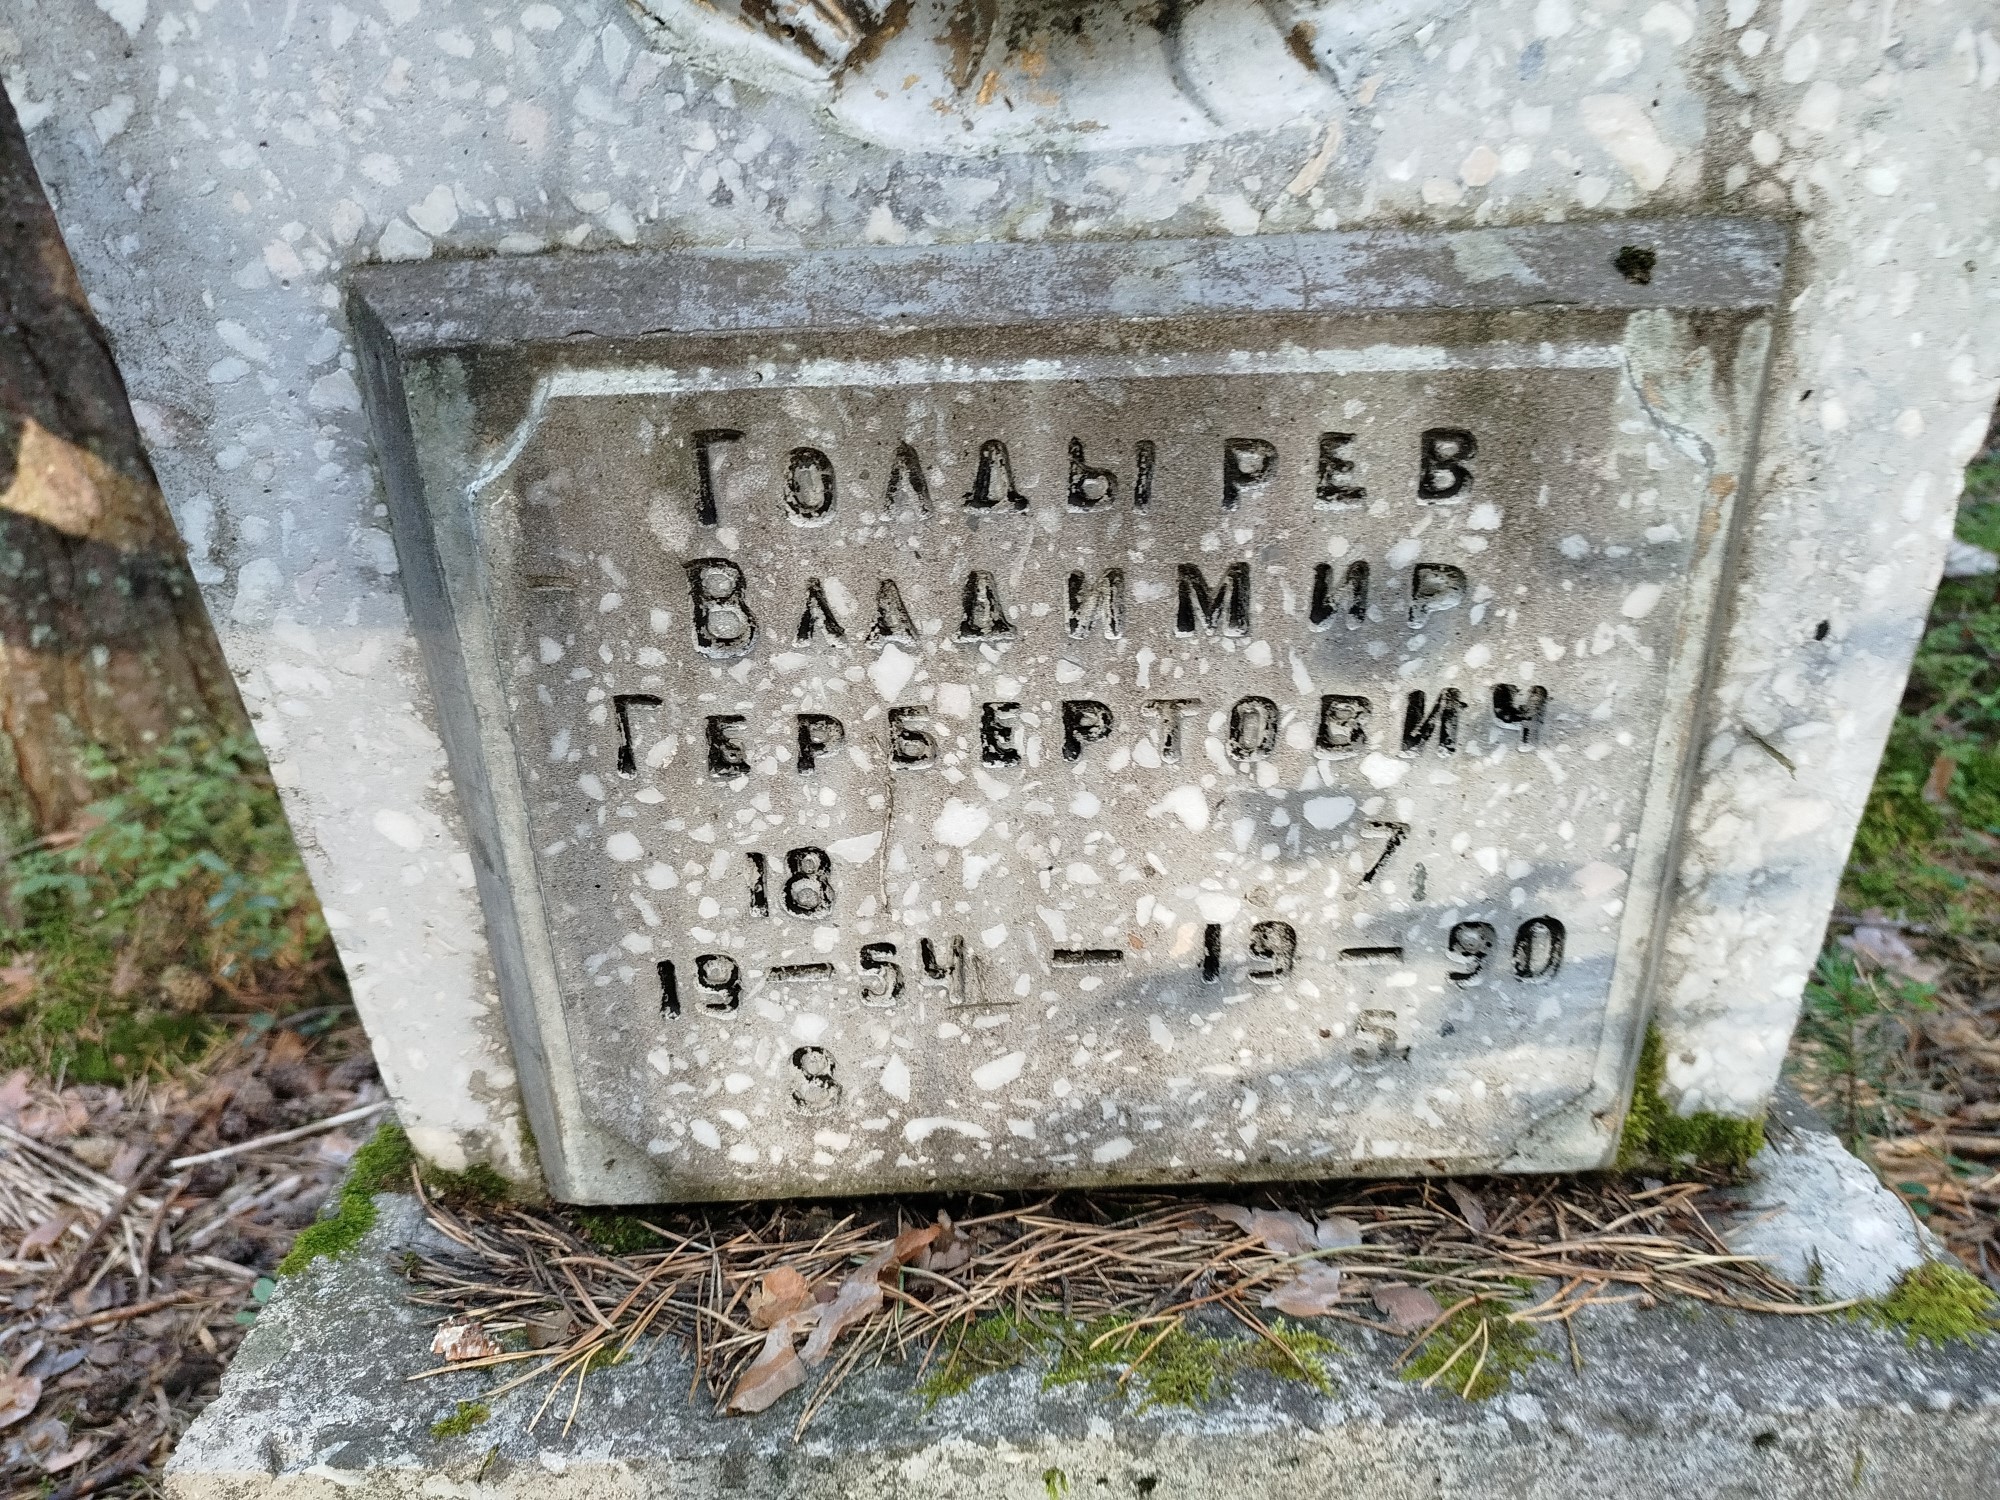 Голдырев
Владимир
Гербертович
18 7
19-54 - 19-90
8 5